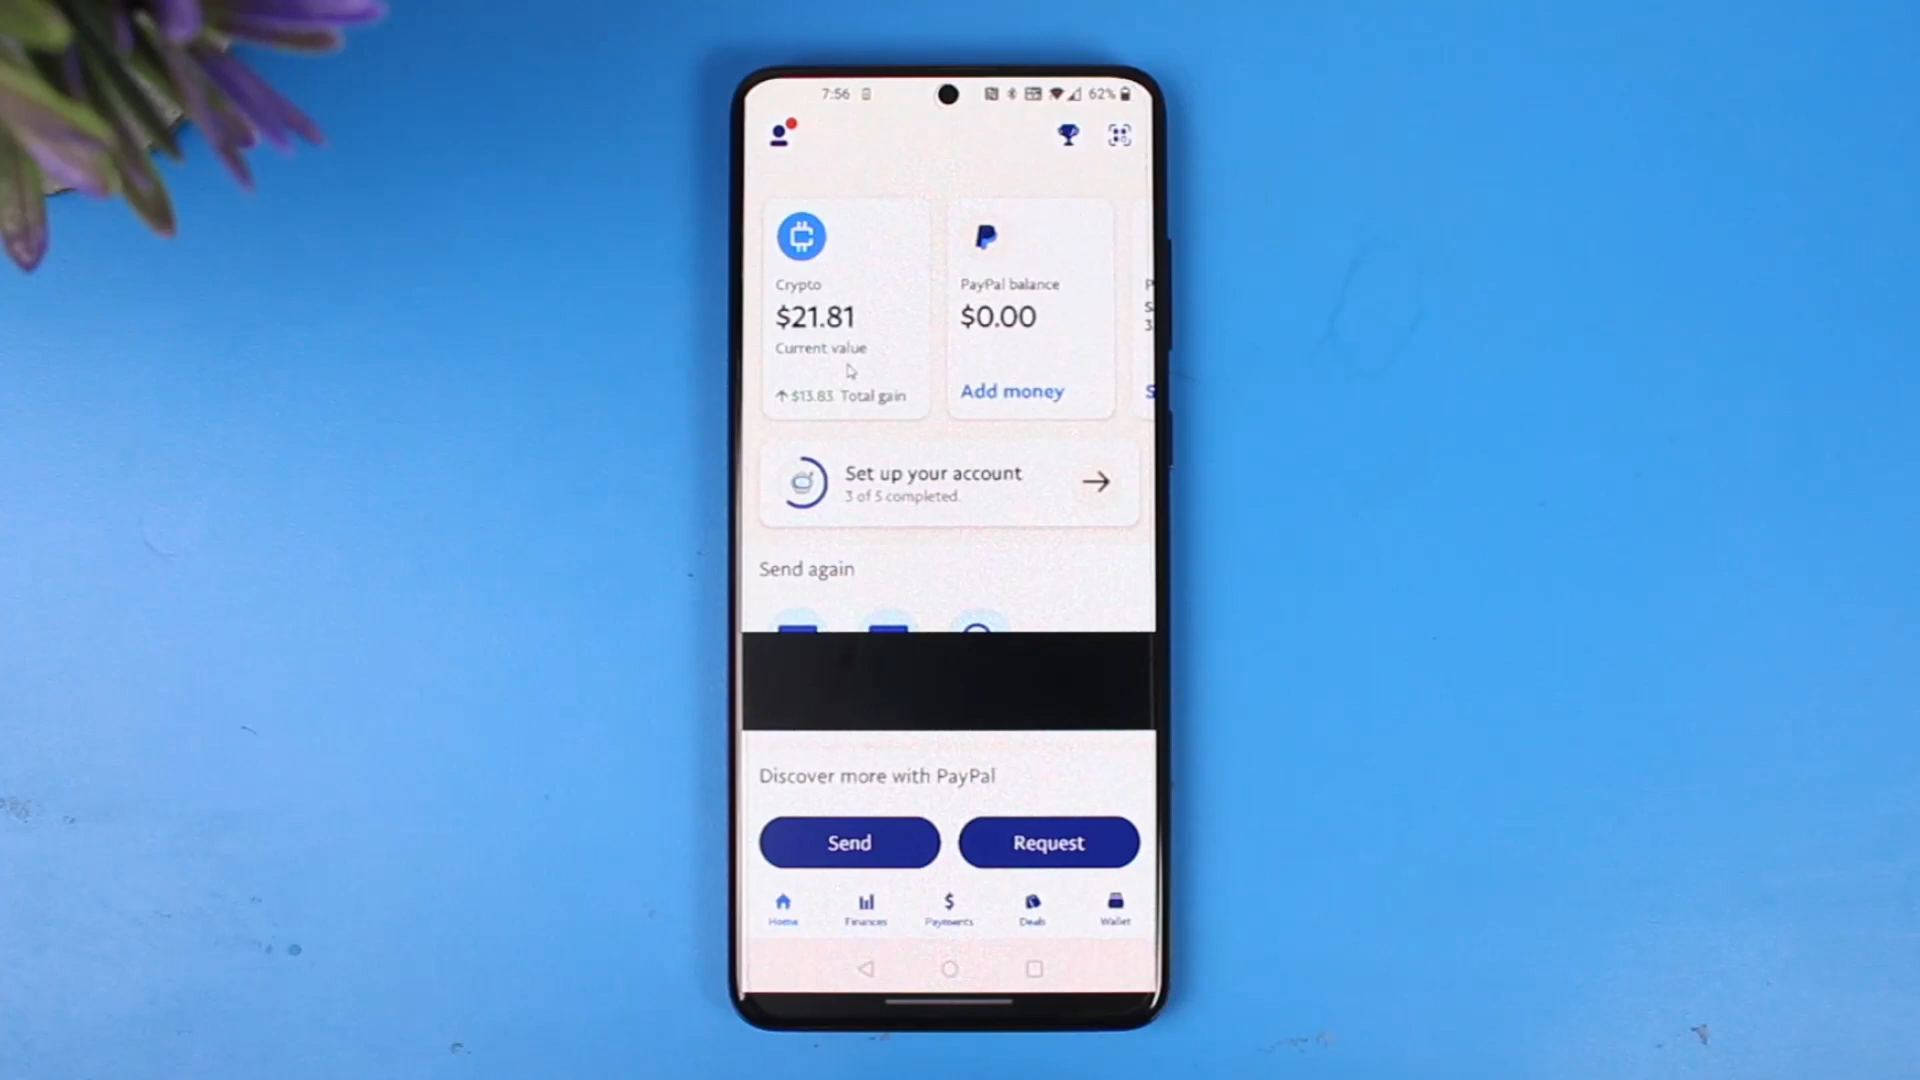 7:56 62%
Crypto
$21.81
Current value
↑ $13.83 Total gain
PayPal balance
$0.00
Add money
P
S
3
S
Set up your account
3 of 5 completed.
Send again
Discover more with PayPal
Send Request
Home Finances Payments Deals Wallet